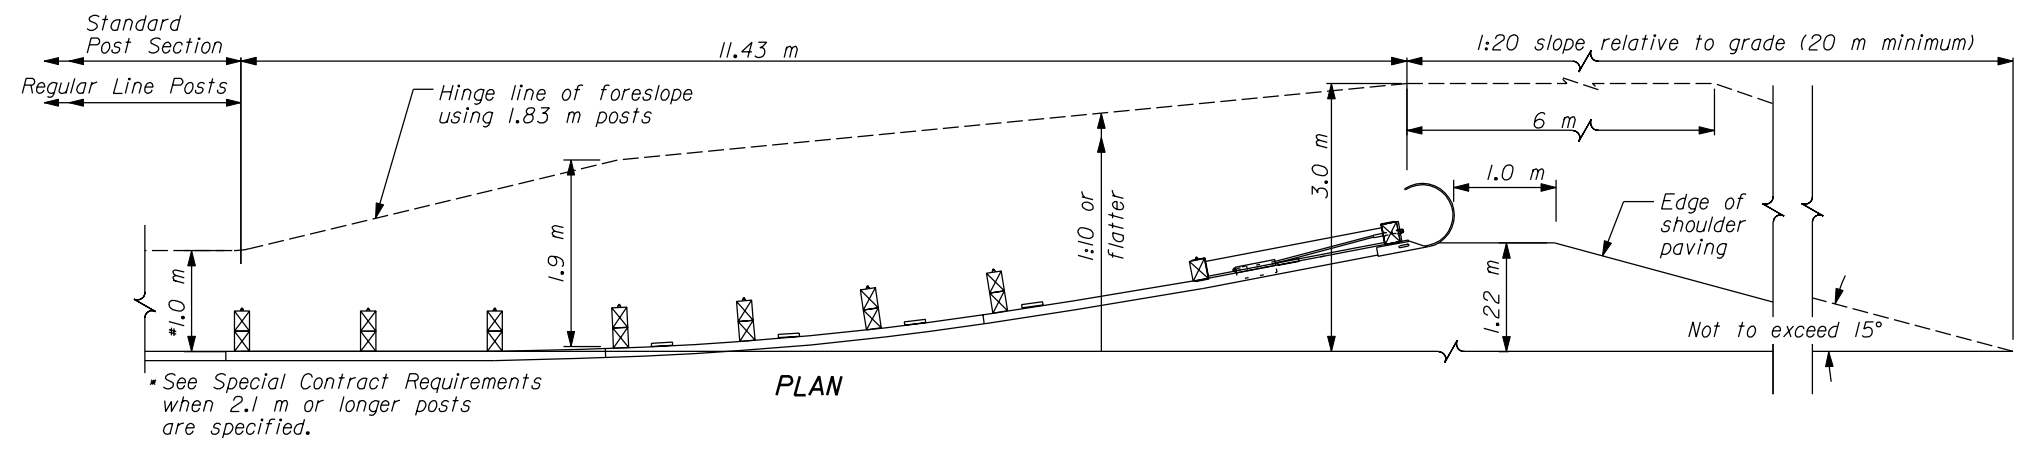 Standard
Post Section
Regular Line Posts
11.43 m
1:20 slope relative to grade (20 m minimum)
Hinge line of foreslope
using 1.83 m posts
6 m
1.9 m
1:10 or
flatter
3.0 m
1.0 m
Edge of
shoulder
paving
*1.0 m
1.22 m
Not to exceed 15°
* See Special Contract Requirements
when 2.1 m or longer posts
are specified.
PLAN